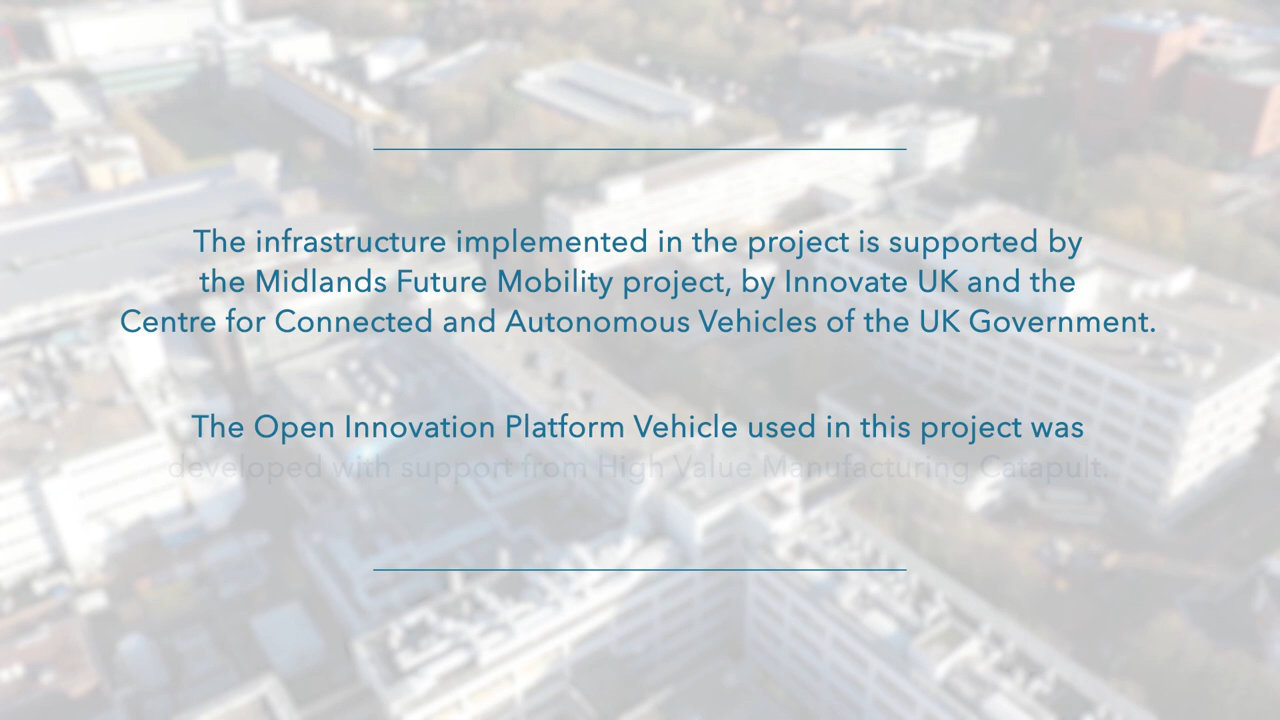 The infrastructure implemented in the project is supported by
the Midlands Future Mobility project, by Innovate UK and the
Centre for Connected and Autonomous Vehicles of the UK Government.
The Open Innovation Platform Vehicle used in this project was
developed with support from High Value Manufacturing Catapult.